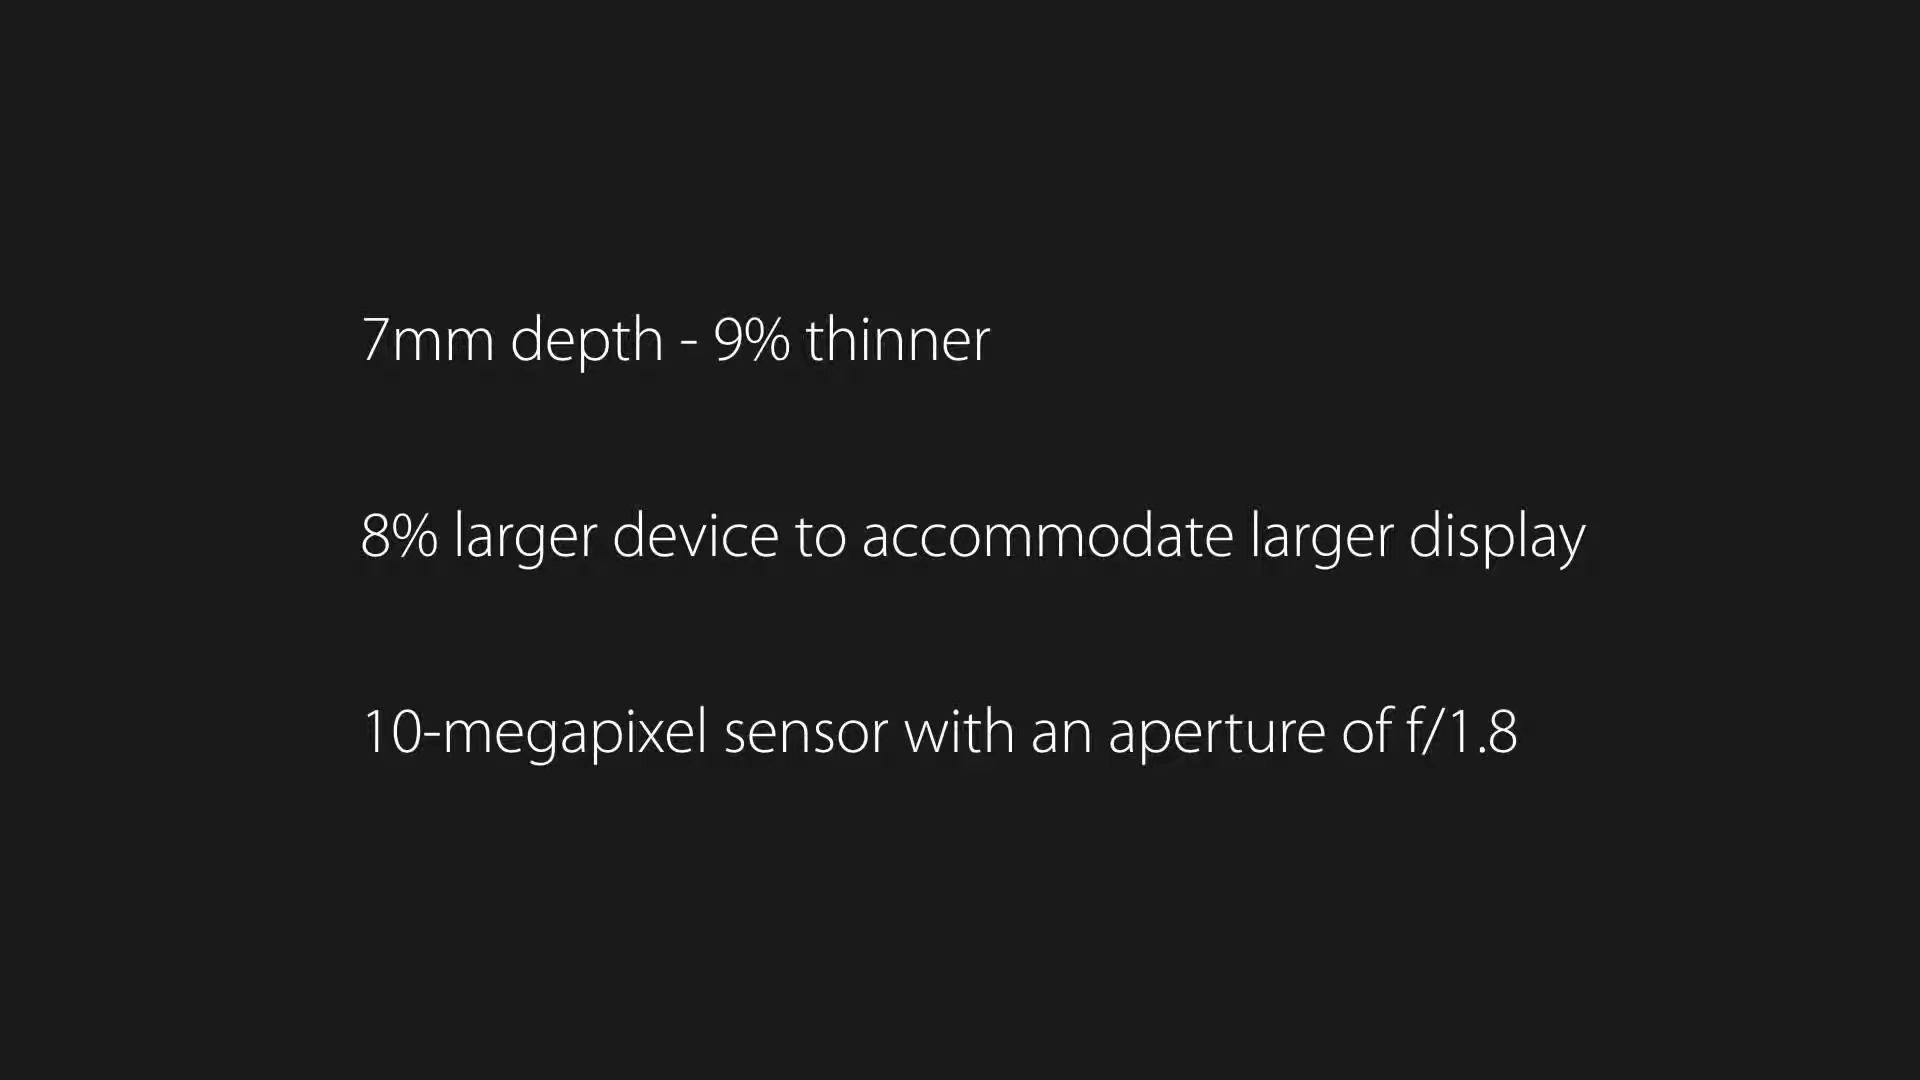 7mm depth - 9% thinner
8% larger device to accommodate larger display
10-megapixel sensor with an aperture of f/1.8